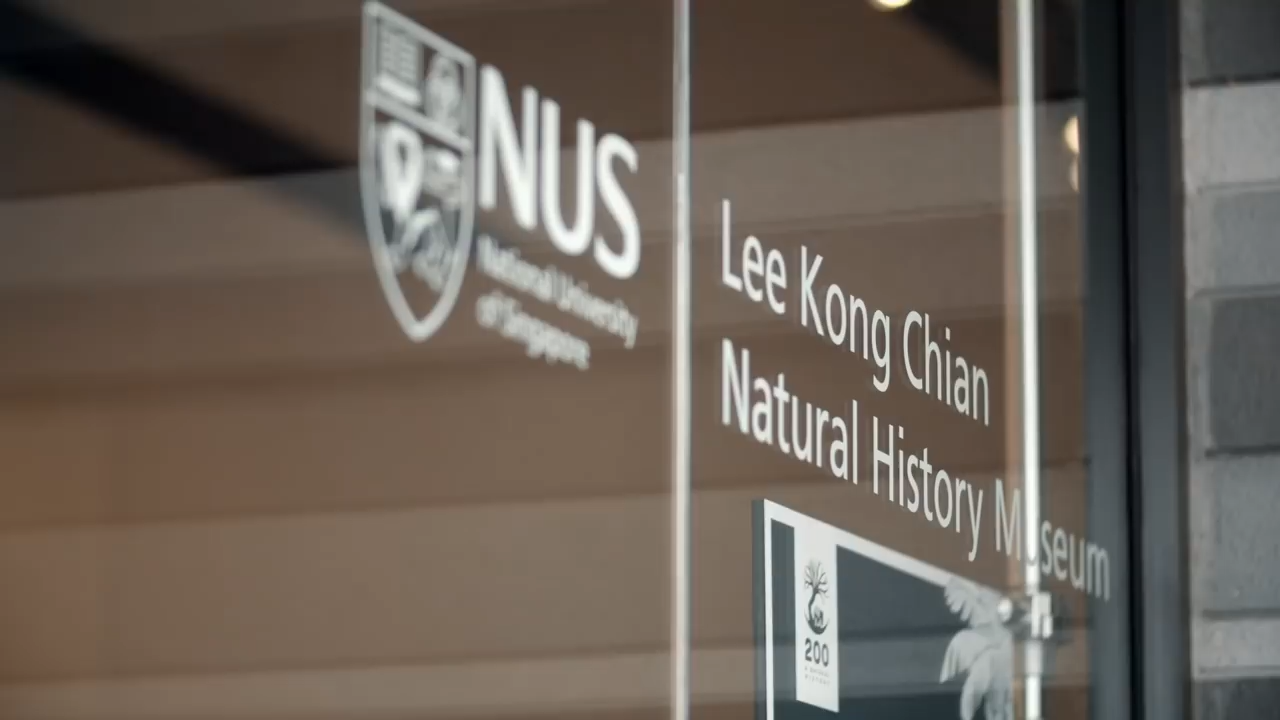 NUS
National University
of Singapore
Lee Kong Chian
Natural History Museum
200